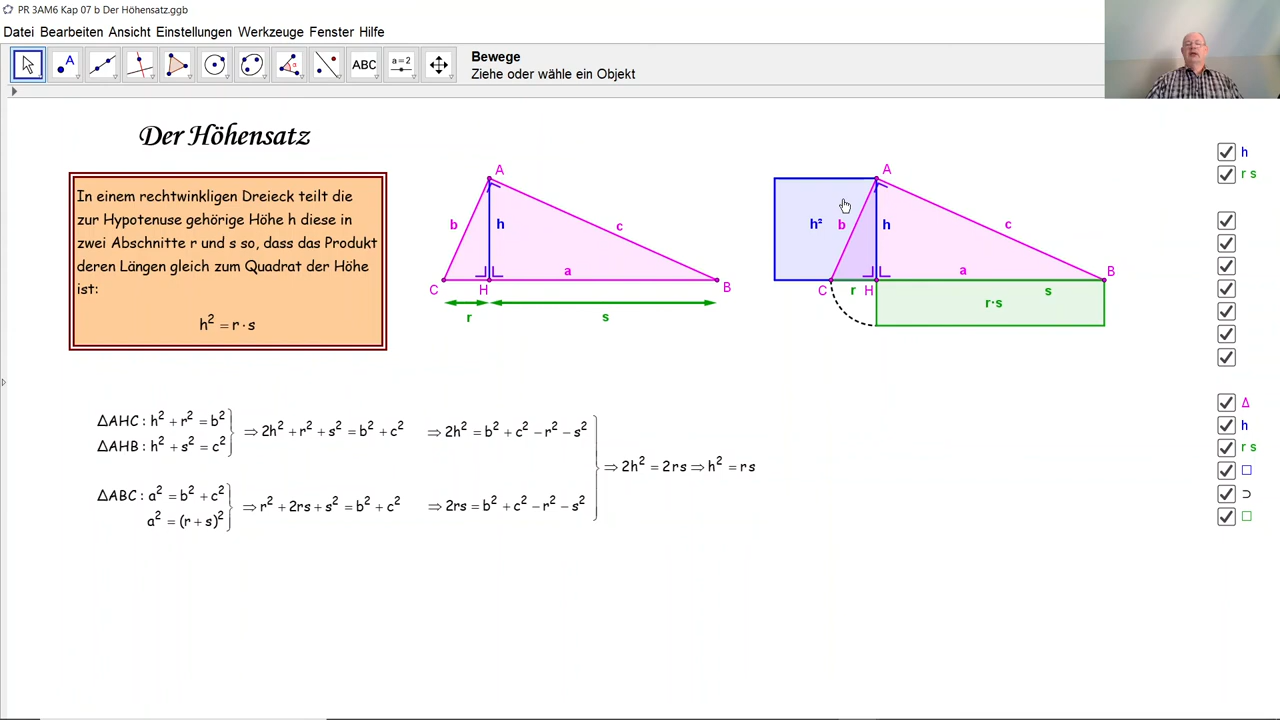 PR 3AM6 Kap 07 b Der Höhensatz.ggb
Datei Bearbeiten Ansicht Einstellungen Werkzeuge Fenster Hilfe
A
ABC
a=2
Bewege
Ziehe oder wähle ein Objekt
Der Höhensatz
In einem rechtwinkligen Dreieck teilt die
zur Hypotenuse gehörige Höhe h diese in
zwei Abschnitte r und s so, dass das Produkt
deren Längen gleich zum Quadrat der Höhe
ist:
h² = r · s
A
b h c
a
C H B
r s
A
h² b h c
a
C r H s B
r·s
h
r s
Δ
h
r s
□
⊃
□
ΔAHC : h² + r² = b²
ΔAHB : h² + s² = c²
⇒ 2h² + r² + s² = b² + c² ⇒ 2h² = b² + c² − r² − s²
ΔABC : a² = b² + c²
a² = (r + s)²
⇒ r² + 2rs + s² = b² + c² ⇒ 2rs = b² + c² − r² − s²
⇒ 2h² = 2rs ⇒ h² = rs